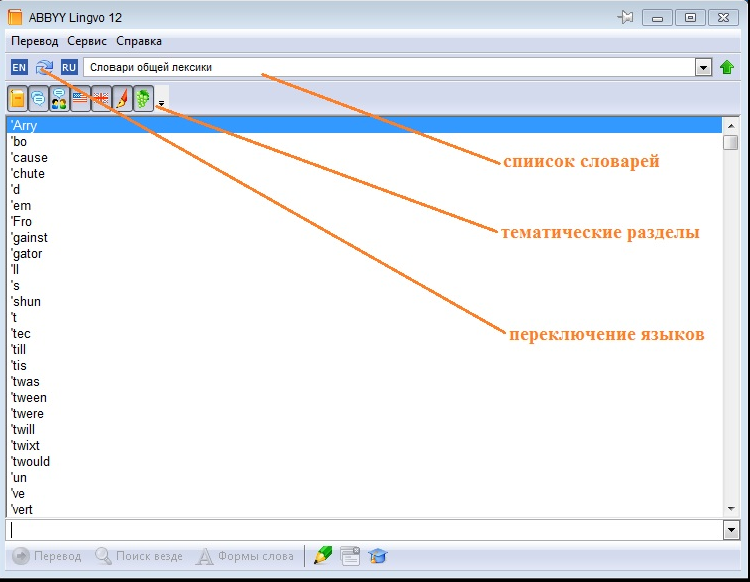 ABBYY Lingvo 12
Перевод Сервис Справка
EN RU Словари общей лексики
'Arry
'bo
'cause
'chute
'd
'em
'Fro
'gainst
'gator
'll
's
'shun
't
'tec
'till
'tis
'twas
'tween
'twere
'twill
'twixt
'twould
'un
've
'vert
спиисок словарей
тематические разделы
переключение языков
Перевод Поиск везде Формы слова